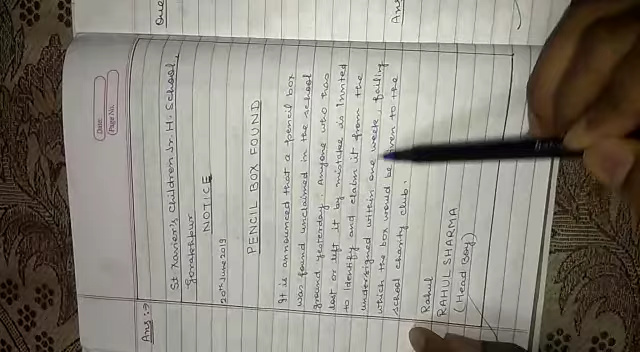 Date:
Page No.
Ans:→
St. Xavier's Children Jr. H. School,
Gorakhpur
NOTICE
20th June 2019
PENCIL BOX FOUND
It is announced that a pencil box
was found unclaimed in the school
ground yesterday. Anyone who has
lost or left it by mistake is invited
to identify and claim it from the
undersigned within one week, failing
which the box would be given to the
school charity club.
Rahul
RAHUL SHARMA
(Head Boy)
Que
Ans